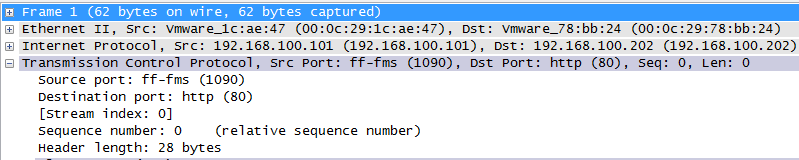 Frame 1 (62 bytes on wire, 62 bytes captured)
Ethernet II, Src: Vmware_1c:ae:47 (00:0c:29:1c:ae:47), Dst: Vmware_78:bb:24 (00:0c:29:78:bb:24)
Internet Protocol, Src: 192.168.100.101 (192.168.100.101), Dst: 192.168.100.202 (192.168.100.202)
Transmission Control Protocol, Src Port: ff-fms (1090), Dst Port: http (80), Seq: 0, Len: 0
Source port: ff-fms (1090)
Destination port: http (80)
[Stream index: 0]
Sequence number: 0    (relative sequence number)
Header length: 28 bytes